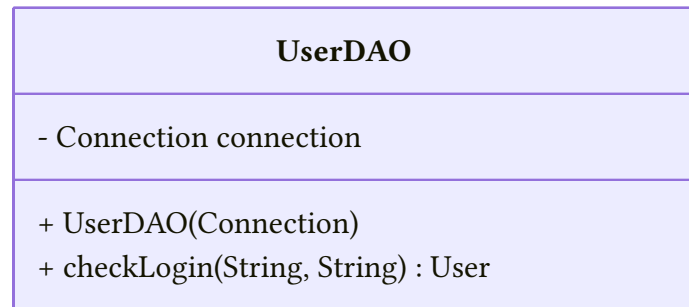 UserDAO
- Connection connection
+ UserDAO(Connection)
+ checkLogin(String, String) : User